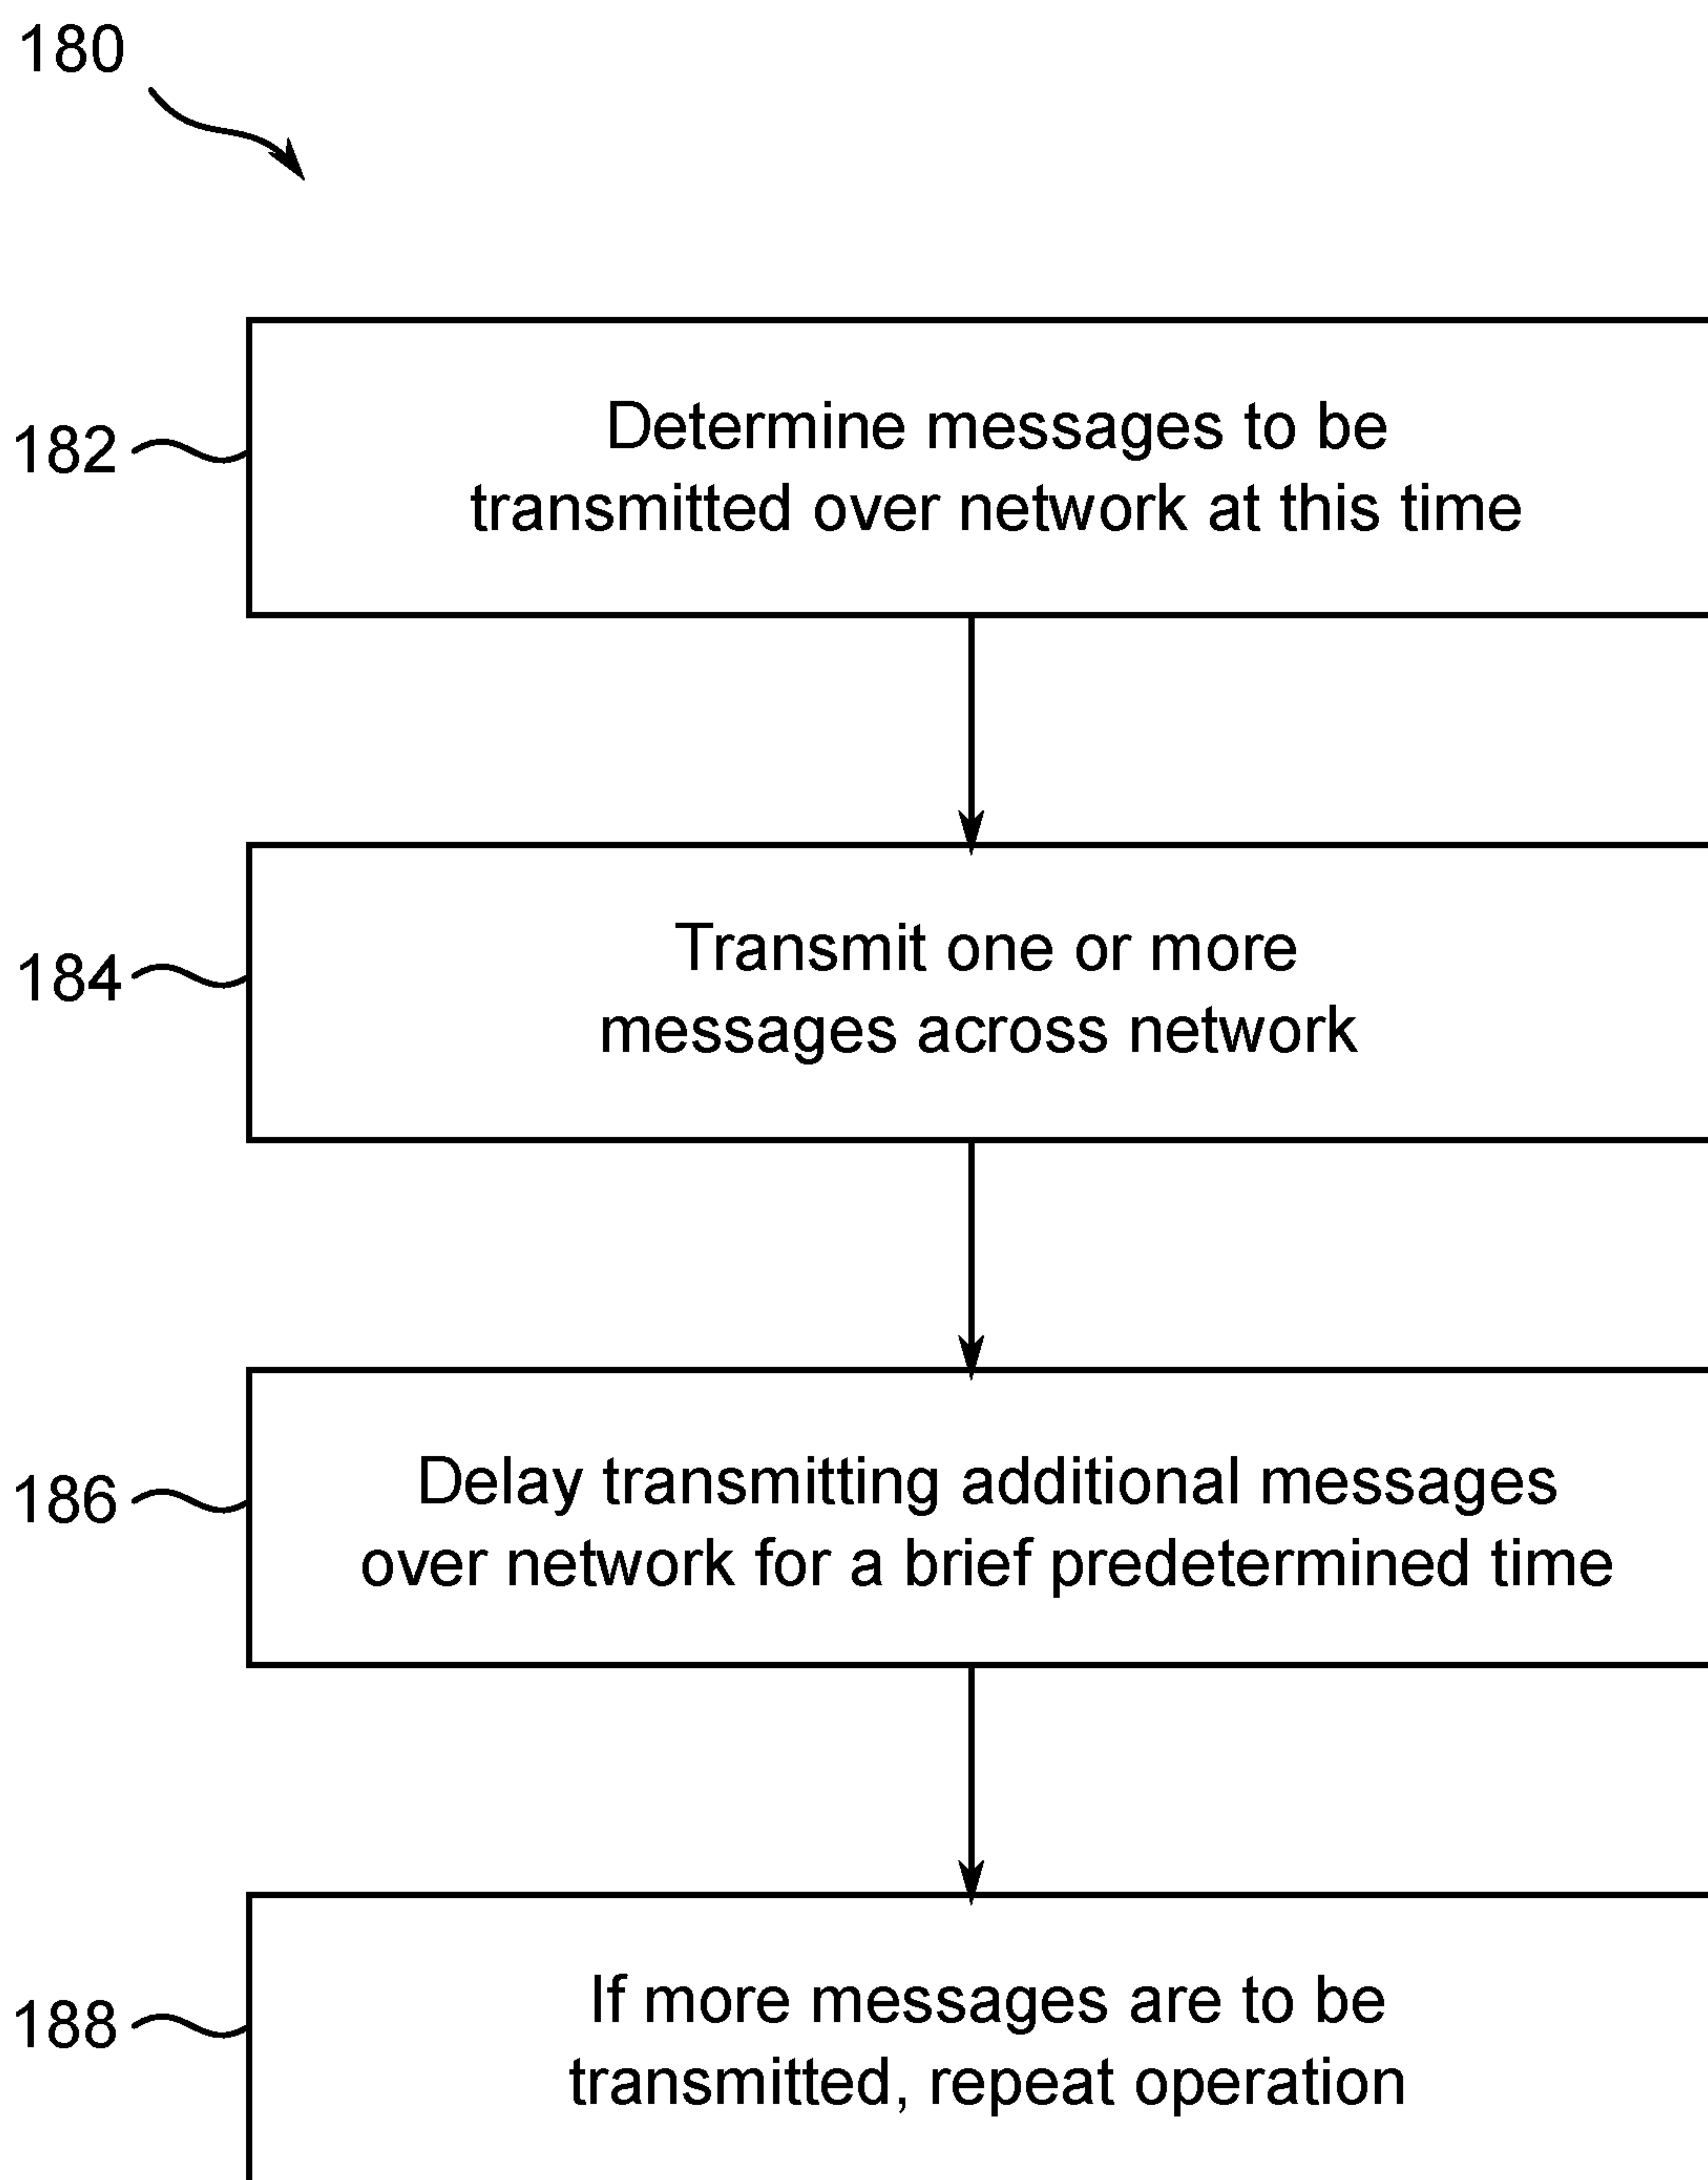 180
182
Determine messages to be
transmitted over network at this time
184
Transmit one or more
messages across network
186
Delay transmitting additional messages
over network for a brief predetermined time
188
If more messages are to be
transmitted, repeat operation